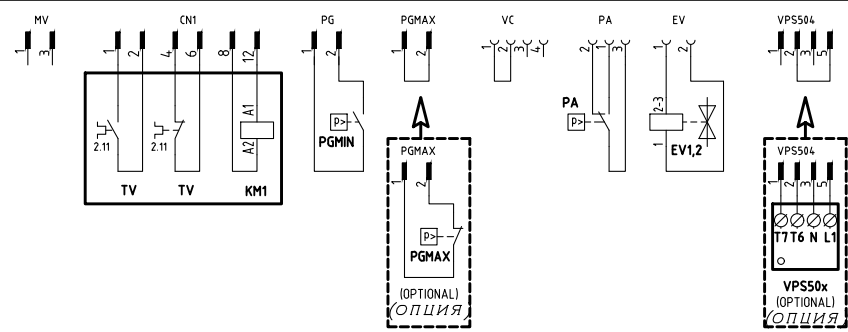 MV CN1 PG PGMAX VC PA EV VPS504
1 3 1 2 4 6 8 12 1 2 1 2 1 2 3 4 2 1 3 1 2 1 2 3 5
A1 2-3
PA
p> p>
2.11 2.11 PGMIN A2 1 EV1,2
PGMAX VPS504
TV TV KM1
1 2 1 2 3 5
T7 T6 N L1
p>
PGMAX
VPS50x
(OPTIONAL) (OPTIONAL)
(ОПЦИЯ) (ОПЦИЯ)